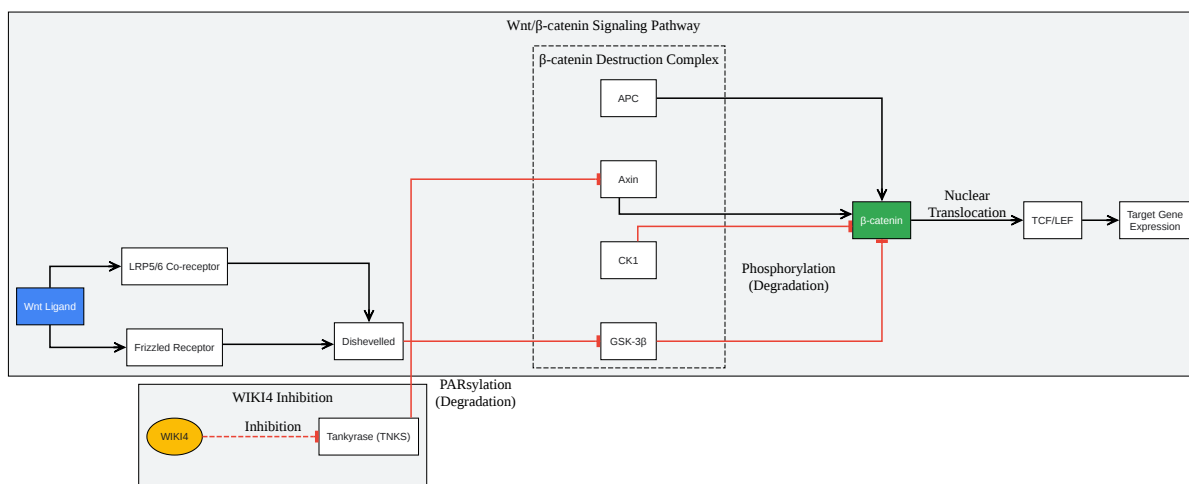 Wnt/β-catenin Signaling Pathway
β-catenin Destruction Complex
APC
Axin
CK1
GSK-3β
β-catenin
Nuclear
Translocation
TCF/LEF
Target Gene
Expression
Phosphorylation
(Degradation)
LRP5/6 Co-receptor
Wnt Ligand
Frizzled Receptor
Dishevelled
PARsylation
(Degradation)
WIKI4 Inhibition
WIKI4
Inhibition
Tankyrase (TNKS)